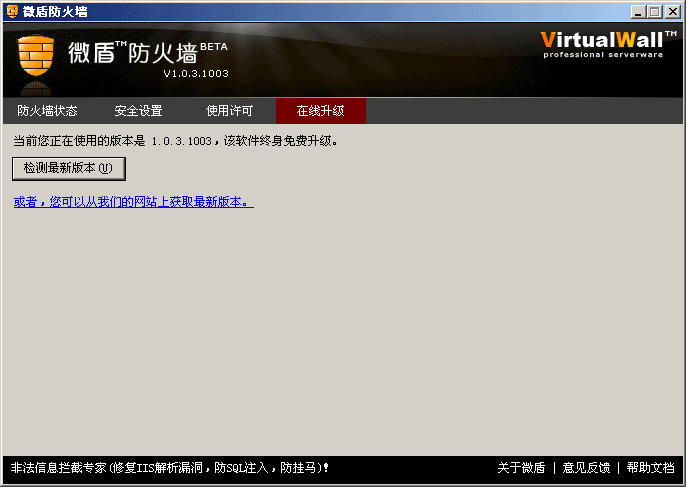 微盾防火墙
微盾™防火墙BETA
V1.0.3.1003
VirtualWall™
professional serverware
防火墙状态 安全设置 使用许可 在线升级
当前您正在使用的版本是 1.0.3.1003，该软件终身免费升级。
检测最新版本(U)
或者，您可以从我们的网站上获取最新版本。
非法信息拦截专家(修复IIS解析漏洞，防SQL注入，防挂马)！ 关于微盾 | 意见反馈 | 帮助文档